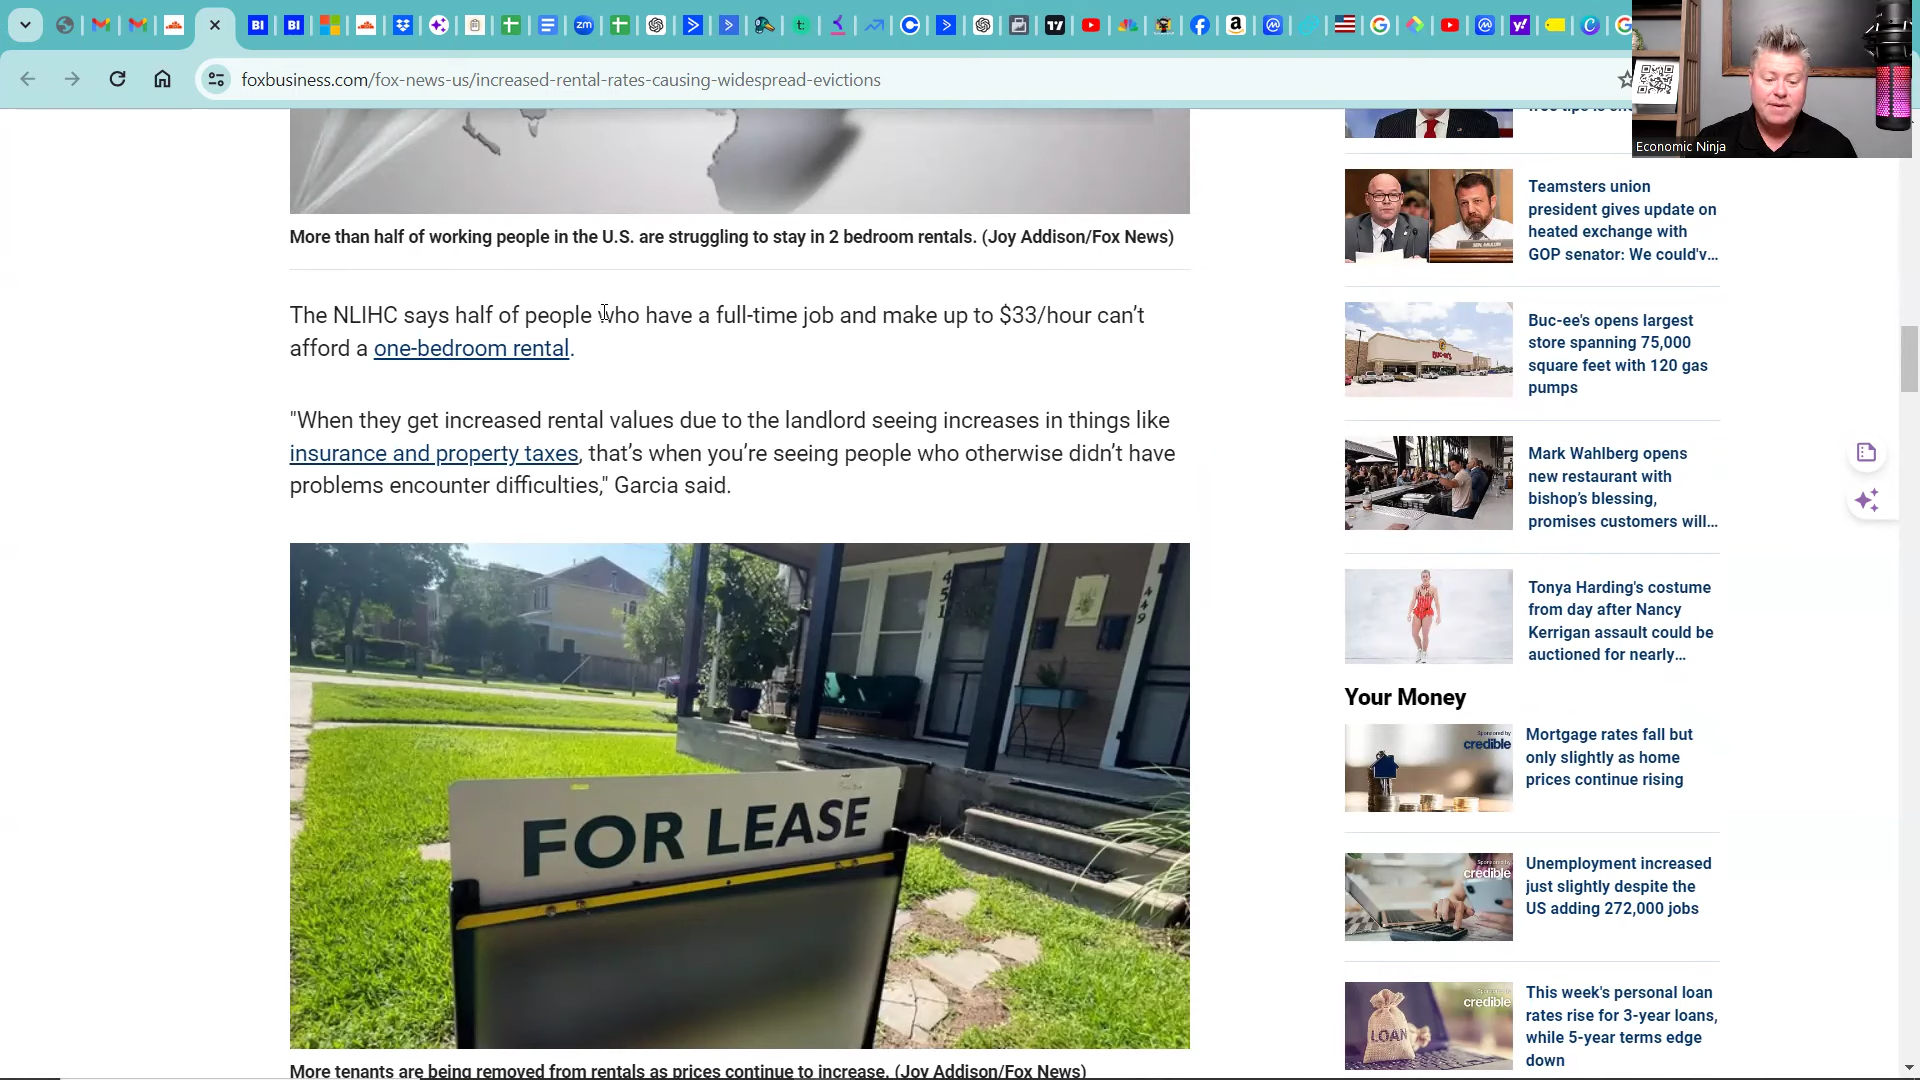 foxbusiness.com/fox-news-us/increased-rental-rates-causing-widespread-evictions
Economic Ninja
More than half of working people in the U.S. are struggling to stay in 2 bedroom rentals. (Joy Addison/Fox News)
The NLIHC says half of people who have a full-time job and make up to $33/hour can’t
afford a one-bedroom rental.
"When they get increased rental values due to the landlord seeing increases in things like
insurance and property taxes, that’s when you’re seeing people who otherwise didn’t have
problems encounter difficulties," Garcia said.
451
449
FOR LEASE
More tenants are being removed from rentals as prices continue to increase. (Joy Addison/Fox News)
Teamsters union
president gives update on
heated exchange with
GOP senator: We could'v...
Buc-ee's opens largest
store spanning 75,000
square feet with 120 gas
pumps
Mark Wahlberg opens
new restaurant with
bishop’s blessing,
promises customers will...
Tonya Harding's costume
from day after Nancy
Kerrigan assault could be
auctioned for nearly...
Your Money
Sponsored by
credible
Mortgage rates fall but
only slightly as home
prices continue rising
Sponsored by
credible
Unemployment increased
just slightly despite the
US adding 272,000 jobs
Sponsored by
credible
LOAN
This week's personal loan
rates rise for 3-year loans,
while 5-year terms edge
down